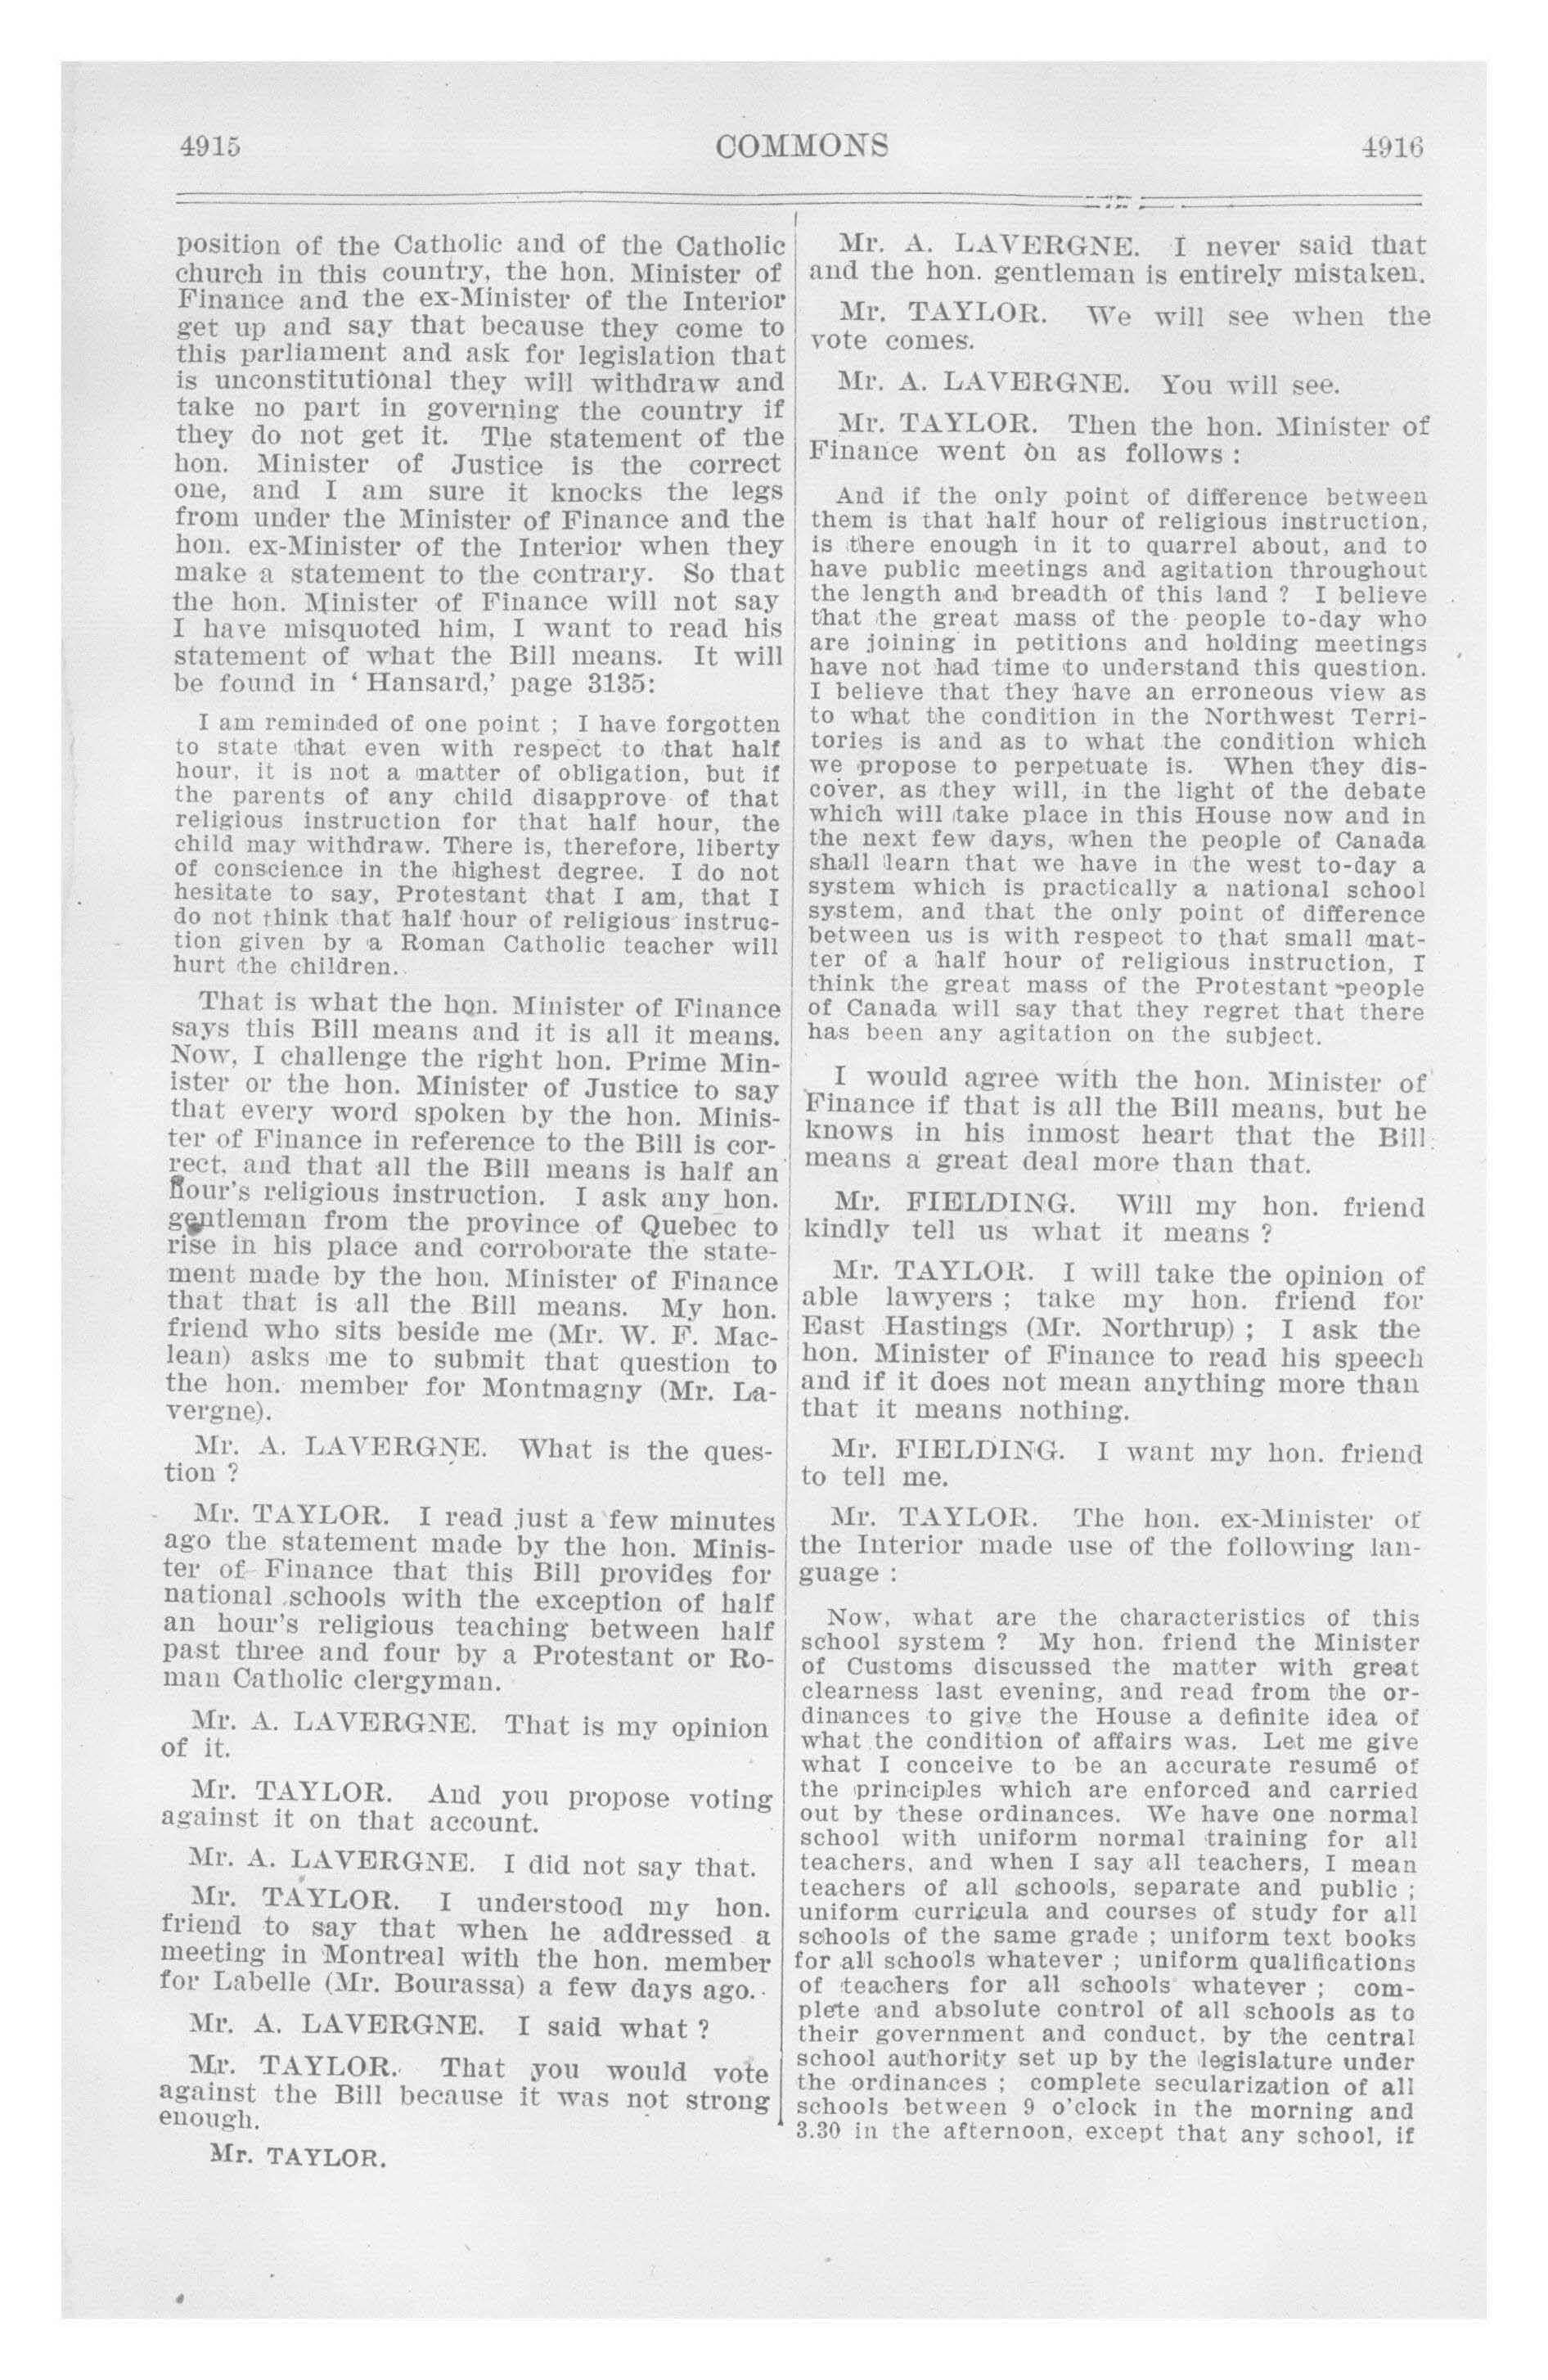 4915
COMMONS
4916
position of the Catholic and of the Catholic
church in this country, the hon. Minister of
Finance and the ex-Minister of the Interior
get up and say that because they come to
this parliament and ask for legislation that
is unconstitutional they will withdraw and
take no part in governing the country if
they do not get it. The statement of the
hon. Minister of Justice is the correct
one, and I am sure it knocks the legs
from under the Minister of Finance and the
hon. ex-Minister of the Interior when they
make a statement to the contrary. So that
the hon. Minister of Finance will not say
I have misquoted him, I want to read his
statement of what the Bill means. It will
be found in ‘ Hansard,’ page 3135:
I am reminded of one point ; I have forgotten
to state that even with respect to that half
hour, it is not a matter of obligation, but if
the parents of any child disapprove of that
religious instruction for that half hour, the
child may withdraw. There is, therefore, liberty
of conscience in the highest degree. I do not
hesitate to say, Protestant that I am, that I
do not think that half hour of religious instruc-
tion given by a Roman Catholic teacher will
hurt the children.
That is what the hon. Minister of Finance
says this Bill means and it is all it means.
Now, I challenge the right hon. Prime Min-
ister or the hon. Minister of Justice to say
that every word spoken by the hon. Minis-
ter of Finance in reference to the Bill is cor-
rect, and that all the Bill means is half an
hour's religious instruction. I ask any hon.
gentleman from the province of Quebec to
rise in his place and corroborate the state-
ment made by the hon. Minister of Finance
that that is all the Bill means. My hon.
friend who sits beside me (Mr. W. F. Mac-
lean) asks me to submit that question to
the hon. member for Montmagny (Mr. La-
vergne).
Mr. A. LAVERGNE. What is the ques-
tion ?
Mr. TAYLOR. I read just a few minutes
ago the statement made by the hon. Minis-
ter of Finance that this Bill provides for
national schools with the exception of half
an hour's religious teaching between half
past three and four by a Protestant or Ro-
man Catholic clergyman.
Mr. A. LAVERGNE. That is my opinion
of it.
Mr. TAYLOR. And you propose voting
against it on that account.
Mr. A. LAVERGNE. I did not say that.
Mr. TAYLOR. I understood my hon.
friend to say that when he addressed a
meeting in Montreal with the hon. member
for Labelle (Mr. Bourassa) a few days ago.
Mr. A. LAVERGNE. I said what ?
Mr. TAYLOR. That you would vote
against the Bill because it was not strong
enough.
Mr. TAYLOR.
Mr. A. LAVERGNE. I never said that
and the hon. gentleman is entirely mistaken.
Mr. TAYLOR. We will see when the
vote comes.
Mr. A. LAVERGNE. You will see.
Mr. TAYLOR. Then the hon. Minister of
Finance went on as follows :
And if the only point of difference between
them is that half hour of religious instruction,
is there enough in it to quarrel about, and to
have public meetings and agitation throughout
the length and breadth of this land ? I believe
that the great mass of the people to-day who
are joining in petitions and holding meetings
have not had time to understand this question.
I believe that they have an erroneous view as
to what the condition in the Northwest Terri-
tories is and as to what the condition which
we propose to perpetuate is. When they dis-
cover, as they will, in the light of the debate
which will take place in this House now and in
the next few days, when the people of Canada
shall learn that we have in the west to-day a
system which is practically a national school
system, and that the only point of difference
between us is with respect to that small mat-
ter of a half hour of religious instruction, I
think the great mass of the Protestant people
of Canada will say that they regret that there
has been any agitation on the subject.
I would agree with the hon. Minister of
Finance if that is all the Bill means, but he
knows in his inmost heart that the Bill
means a great deal more than that.
Mr. FIELDING. Will my hon. friend
kindly tell us what it means ?
Mr. TAYLOR. I will take the opinion of
able lawyers ; take my hon. friend for
East Hastings (Mr. Northrup) ; I ask the
hon. Minister of Finance to read his speech
and if it does not mean anything more than
that it means nothing.
Mr. FIELDING. I want my hon. friend
to tell me.
Mr. TAYLOR. The hon. ex-Minister of
the Interior made use of the following lan-
guage :
Now, what are the characteristics of this
school system ? My hon. friend the Minister
of Customs discussed the matter with great
clearness last evening, and read from the or-
dinances to give the House a definite idea of
what the condition of affairs was. Let me give
what I conceive to be an accurate resumé of
the principles which are enforced and carried
out by these ordinances. We have one normal
school with uniform normal training for all
teachers, and when I say all teachers, I mean
teachers of all schools, separate and public ;
uniform curricula and courses of study for all
schools of the same grade ; uniform text books
for all schools whatever ; uniform qualifications
of teachers for all schools whatever ; com-
plete and absolute control of all schools as to
their government and conduct, by the central
school authority set up by the legislature under
the ordinances ; complete secularization of all
schools between 9 o'clock in the morning and
3.30 in the afternoon, except that any school, if